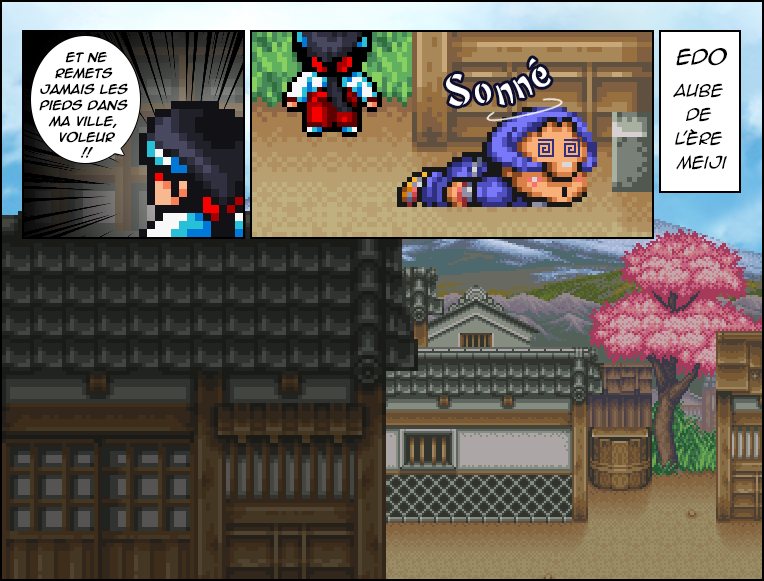 ET NE
REMETS
JAMAIS LES
PIEDS DANS
MA VILLE,
VOLEUR
!!
Sonné
EDO
AUBE
DE
L'ÈRE
MEIJI